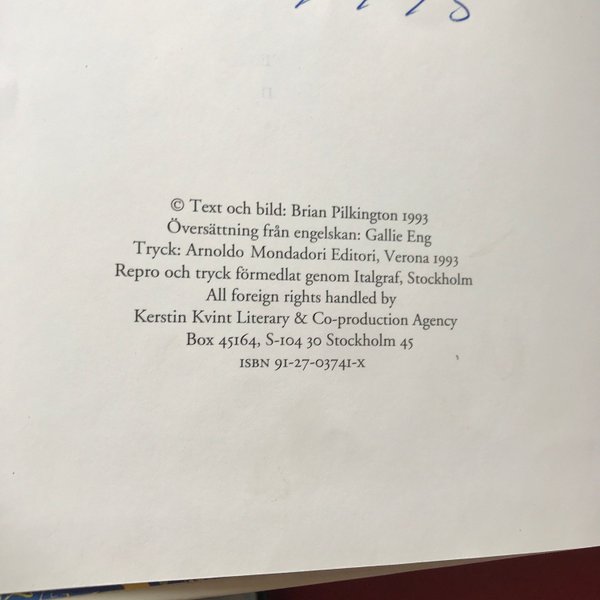 © Text och bild: Brian Pilkington 1993
Översättning från engelskan: Gallie Eng
Tryck: Arnoldo Mondadori Editori, Verona 1993
Repro och tryck förmedlat genom Italgraf, Stockholm
All foreign rights handled by
Kerstin Kvint Literary & Co-production Agency
Box 45164, S-104 30 Stockholm 45
ISBN 91-27-03741-X